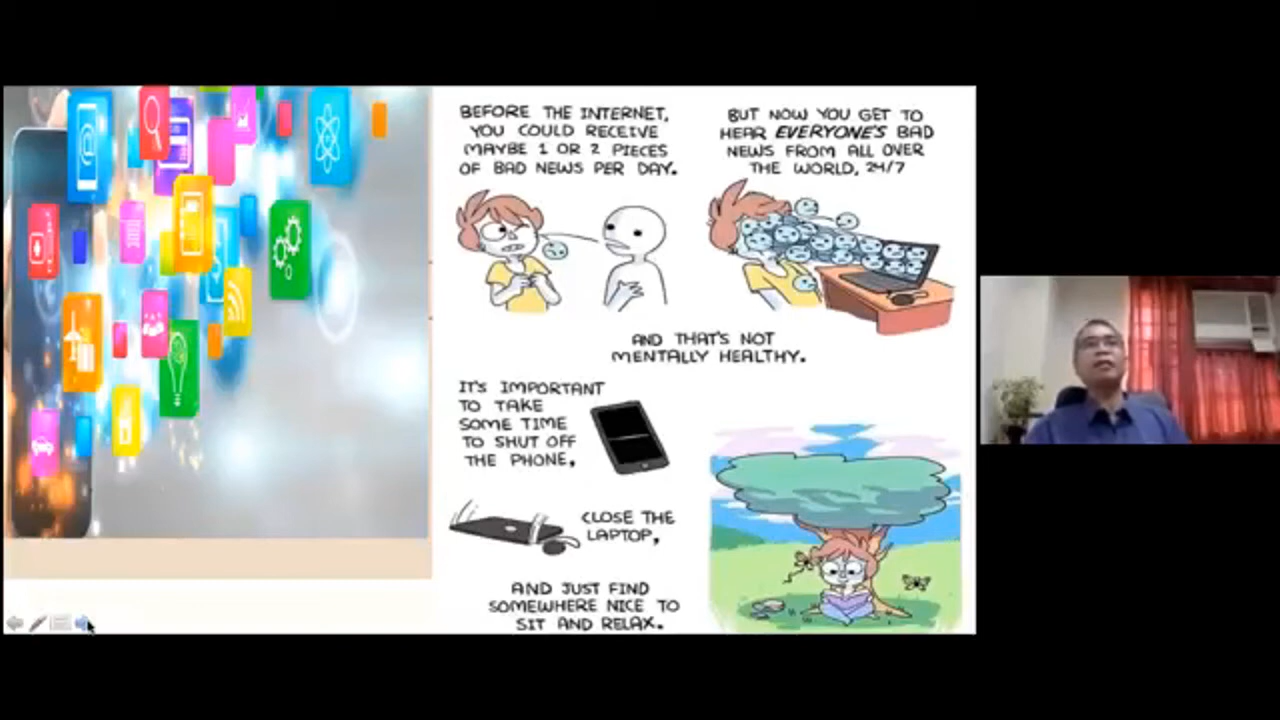 BEFORE THE INTERNET,
YOU COULD RECEIVE
MAYBE 1 OR 2 PIECES
OF BAD NEWS PER DAY.
BUT NOW YOU GET TO
HEAR EVERYONE'S BAD
NEWS FROM ALL OVER
THE WORLD, 24/7
AND THAT'S NOT
MENTALLY HEALTHY.
IT'S IMPORTANT
TO TAKE
SOME TIME
TO SHUT OFF
THE PHONE,
CLOSE THE
LAPTOP,
AND JUST FIND
SOMEWHERE NICE TO
SIT AND RELAX.